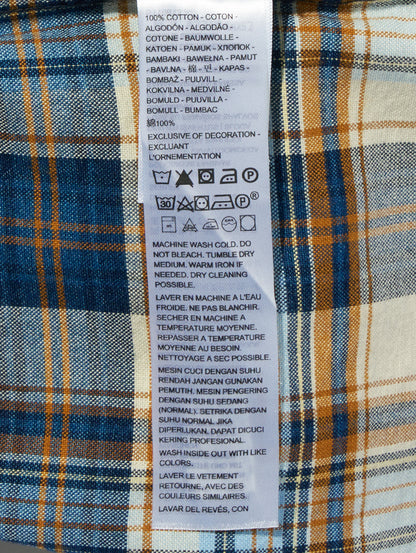 100% COTTON - COTON -
ALGODÓN - ALGODÃO -
COTONE - BAUMWOLLE -
KATOEN - PAMUK - ХЛОПОК -
BAMBAKI - BAWEŁNA - PAMUT
- BAVLNA - 棉 - 면 - KAPAS -
BOMBAŽ - PUUVILL -
KOKVILNA - MEDVILNĖ -
BOMULD - PUUVILLA -
BOMULL - BUMBAC
綿100%
EXCLUSIVE OF DECORATION -
EXCLUANT
L'ORNEMENTATION
P
30 P ®
MACHINE WASH COLD. DO
NOT BLEACH. TUMBLE DRY
MEDIUM. WARM IRON IF
NEEDED. DRY CLEANING
POSSIBLE.
LAVER EN MACHINE A L'EAU
FROIDE. NE PAS BLANCHIR.
SECHER EN MACHINE A
TEMPERATURE MOYENNE.
REPASSER A TEMPERATURE
MOYENNE AU BESOIN.
NETTOYAGE A SEC POSSIBLE.
MESIN CUCI DENGAN SUHU
RENDAH JANGAN GUNAKAN
PEMUTIH. MESIN PENGERING
DENGAN SUHU SEDANG
(NORMAL). SETRIKA DENGAN
SUHU NORMAL JIKA
DIPERLUKAN. DAPAT DICUCI
KERING PROFESIONAL.
WASH INSIDE OUT WITH LIKE
COLORS.
LAVER LE VETEMENT
RETOURNE, AVEC DES
COULEURS SIMILAIRES.
LAVAR DEL REVÉS, CON